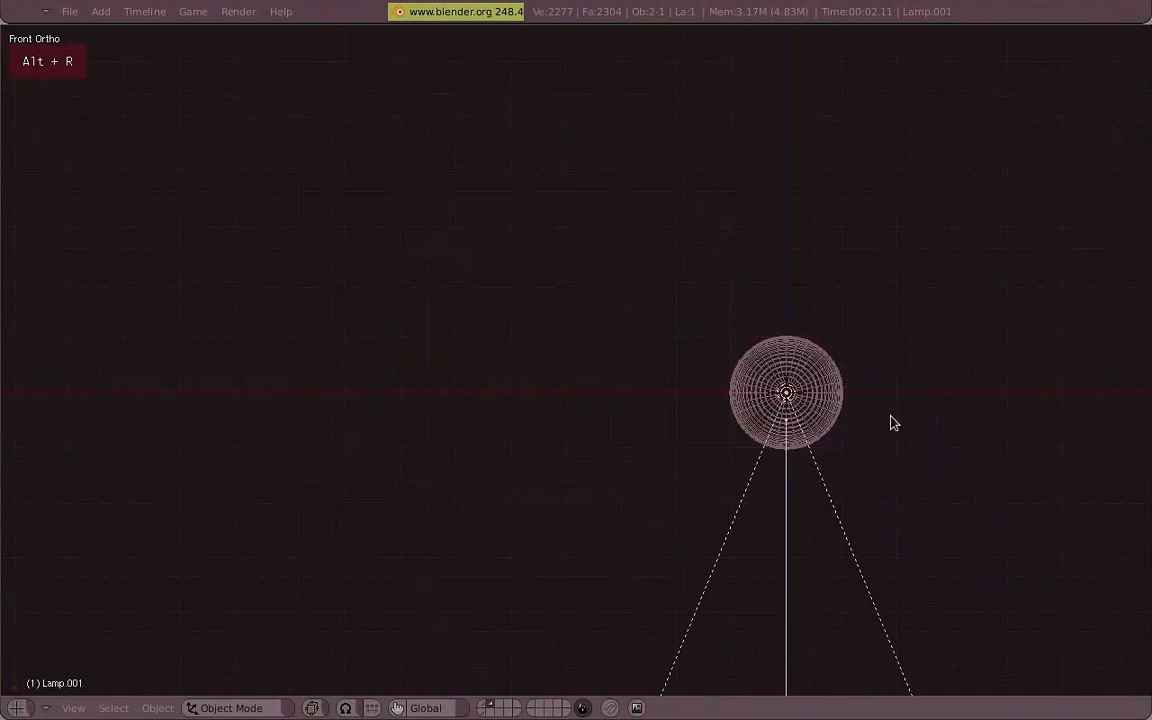 File Add Timeline Game Render Help www.blender.org 248.4 Ve:2277 | Fa:2304 | Ob:2-1 | La:1 | Mem:3.17M (4.83M) | Time:00:02.11 | Lamp.001
Front Ortho
Alt + R
(1) Lamp.001
View Select Object Object Mode Global